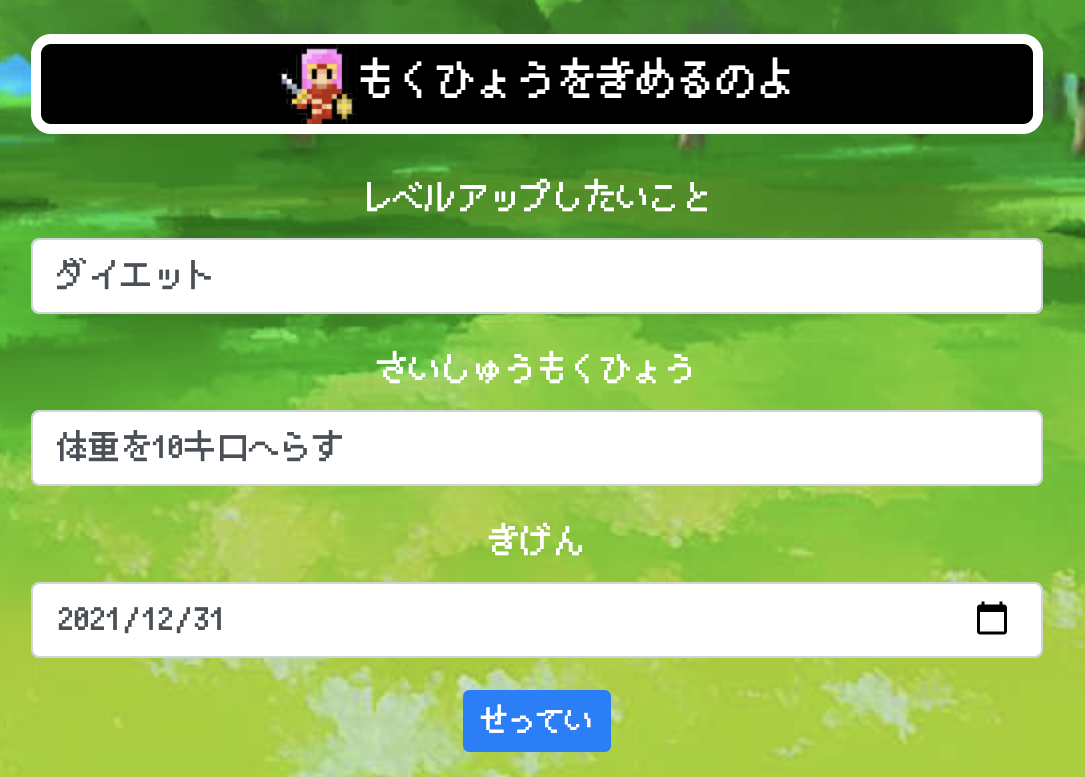 もくひょうをきめるのよ
レベルアップしたいこと
ダイエット
さいしゅうもくひょう
体重を10キロへらす
きげん
2021/12/31
せってい